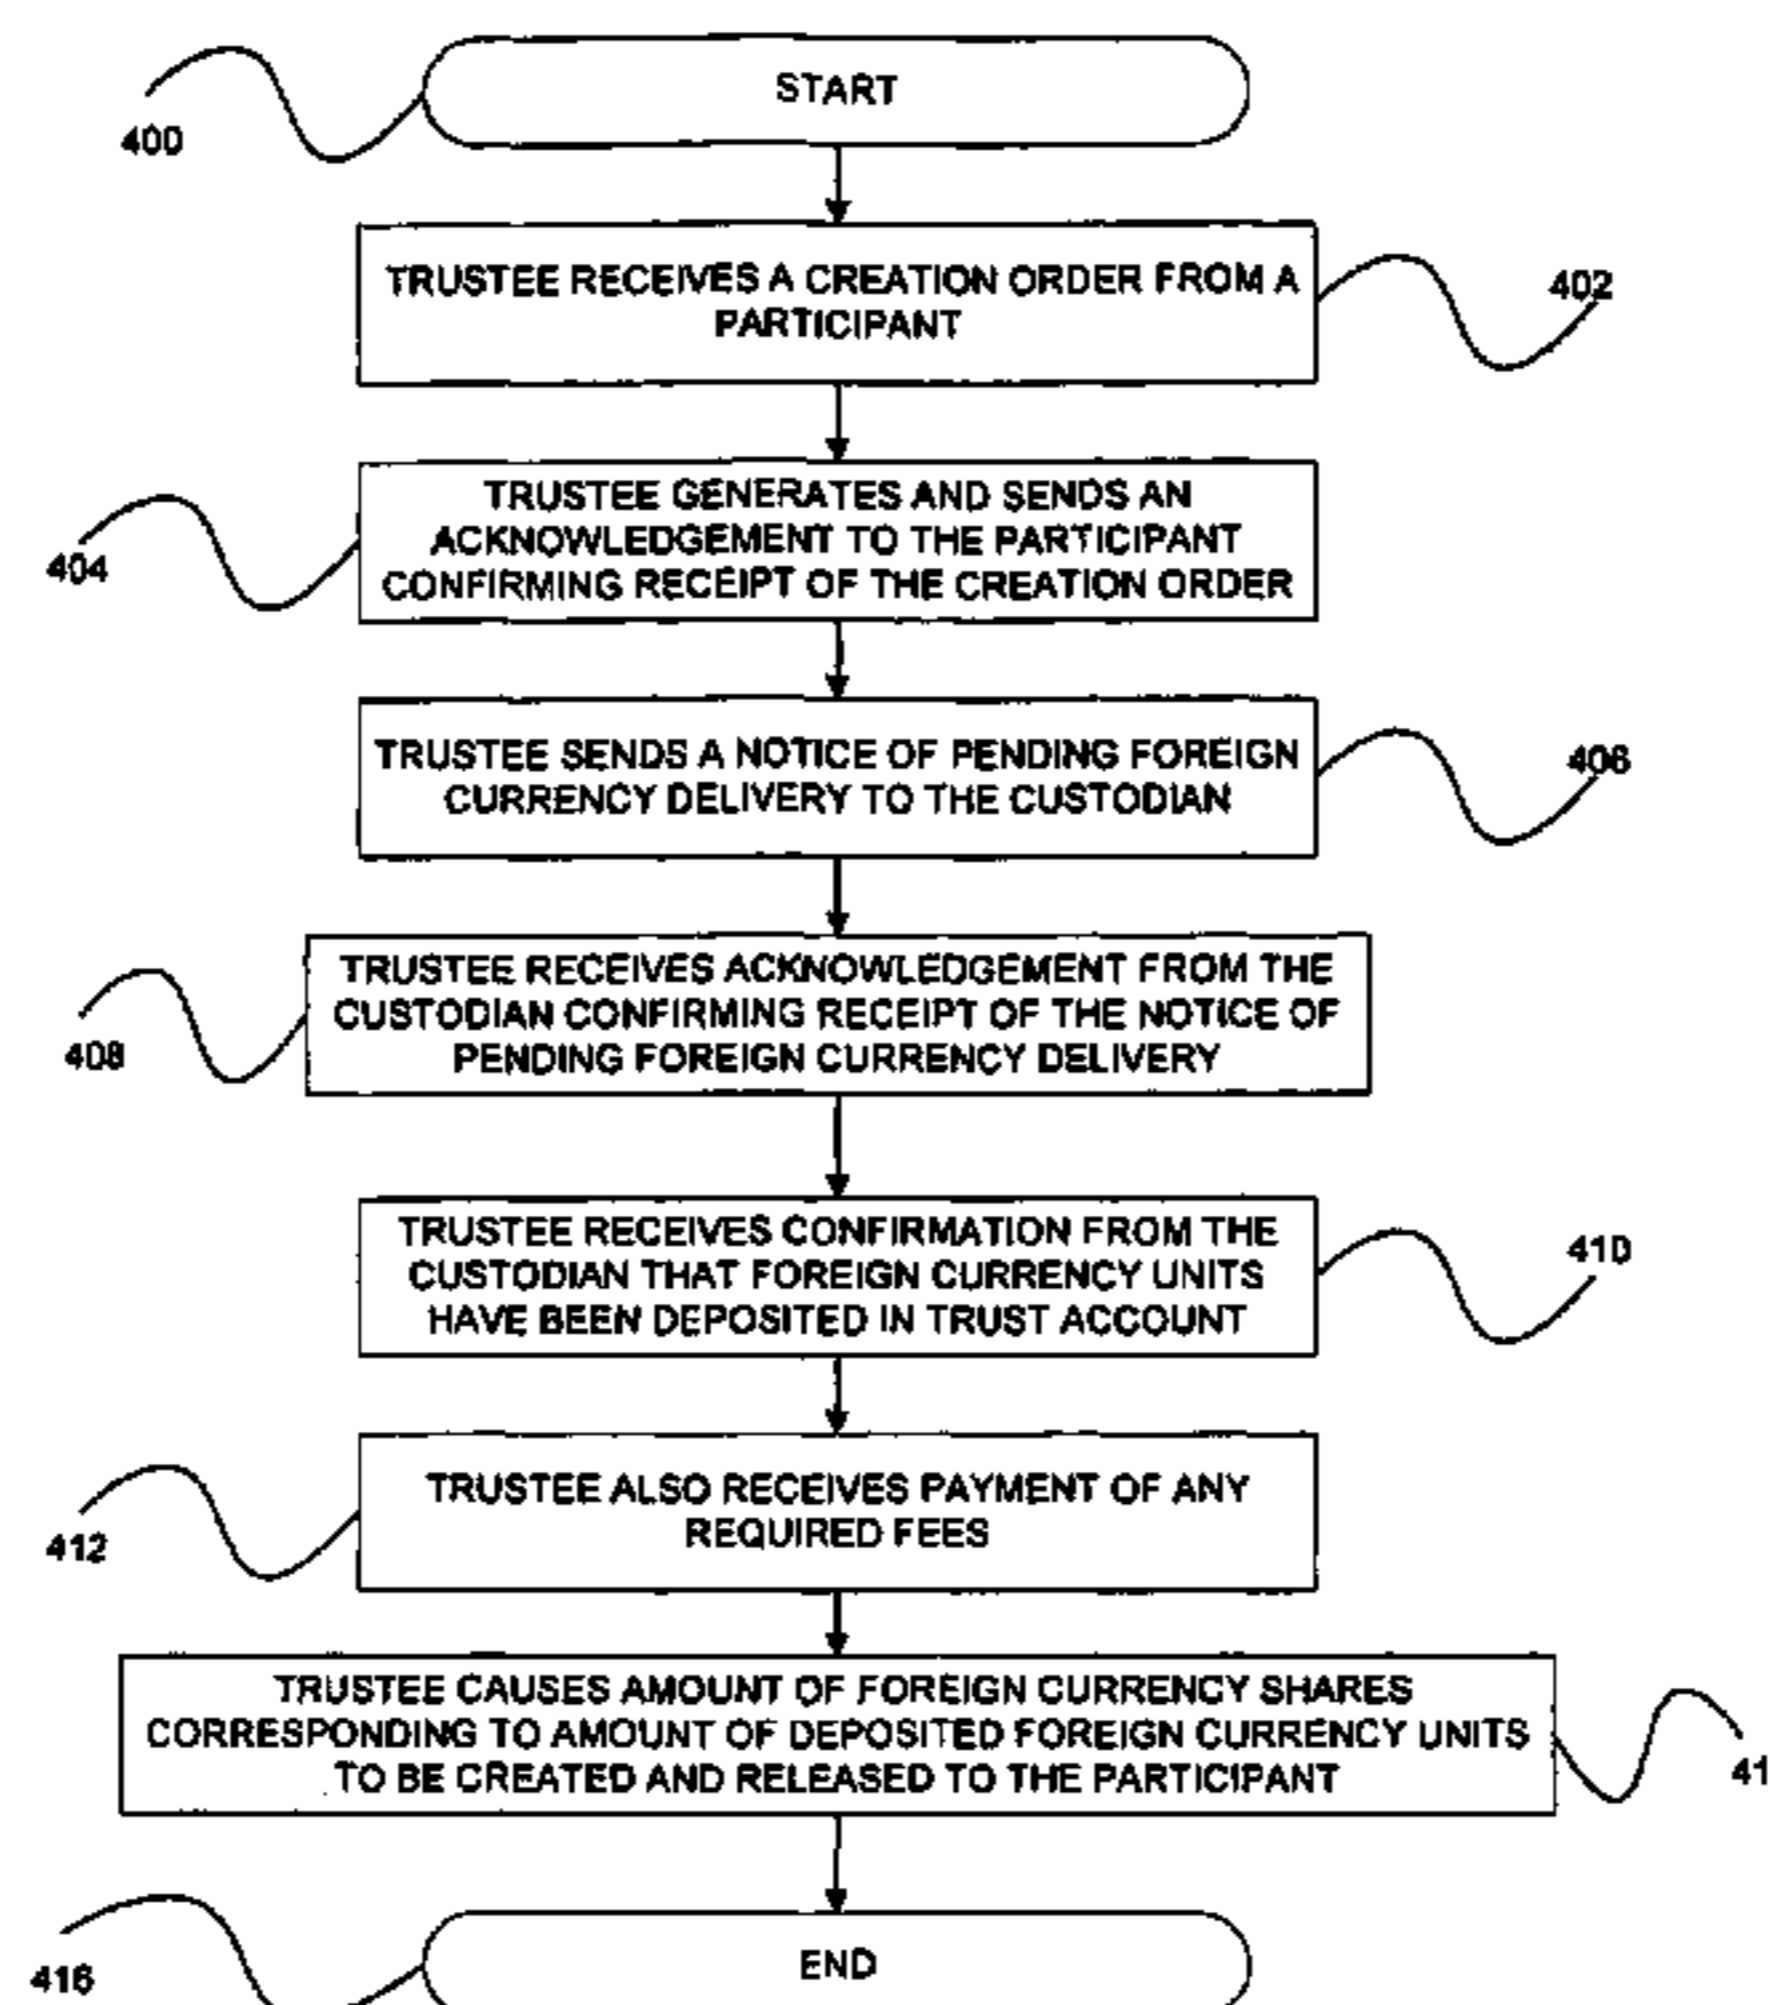 START
400
TRUSTEE RECEIVES A CREATION ORDER FROM A
PARTICIPANT
402
TRUSTEE GENERATES AND SENDS AN
ACKNOWLEDGEMENT TO THE PARTICIPANT
CONFIRMING RECEIPT OF THE CREATION ORDER
404
TRUSTEE SENDS A NOTICE OF PENDING FOREIGN
CURRENCY DELIVERY TO THE CUSTODIAN
406
TRUSTEE RECEIVES ACKNOWLEDGEMENT FROM THE
CUSTODIAN CONFIRMING RECEIPT OF THE NOTICE OF
PENDING FOREIGN CURRENCY DELIVERY
408
TRUSTEE RECEIVES CONFIRMATION FROM THE
CUSTODIAN THAT FOREIGN CURRENCY UNITS
HAVE BEEN DEPOSITED IN TRUST ACCOUNT
410
TRUSTEE ALSO RECEIVES PAYMENT OF ANY
REQUIRED FEES
412
TRUSTEE CAUSES AMOUNT OF FOREIGN CURRENCY SHARES
CORRESPONDING TO AMOUNT OF DEPOSITED FOREIGN CURRENCY UNITS
TO BE CREATED AND RELEASED TO THE PARTICIPANT
41
END
416